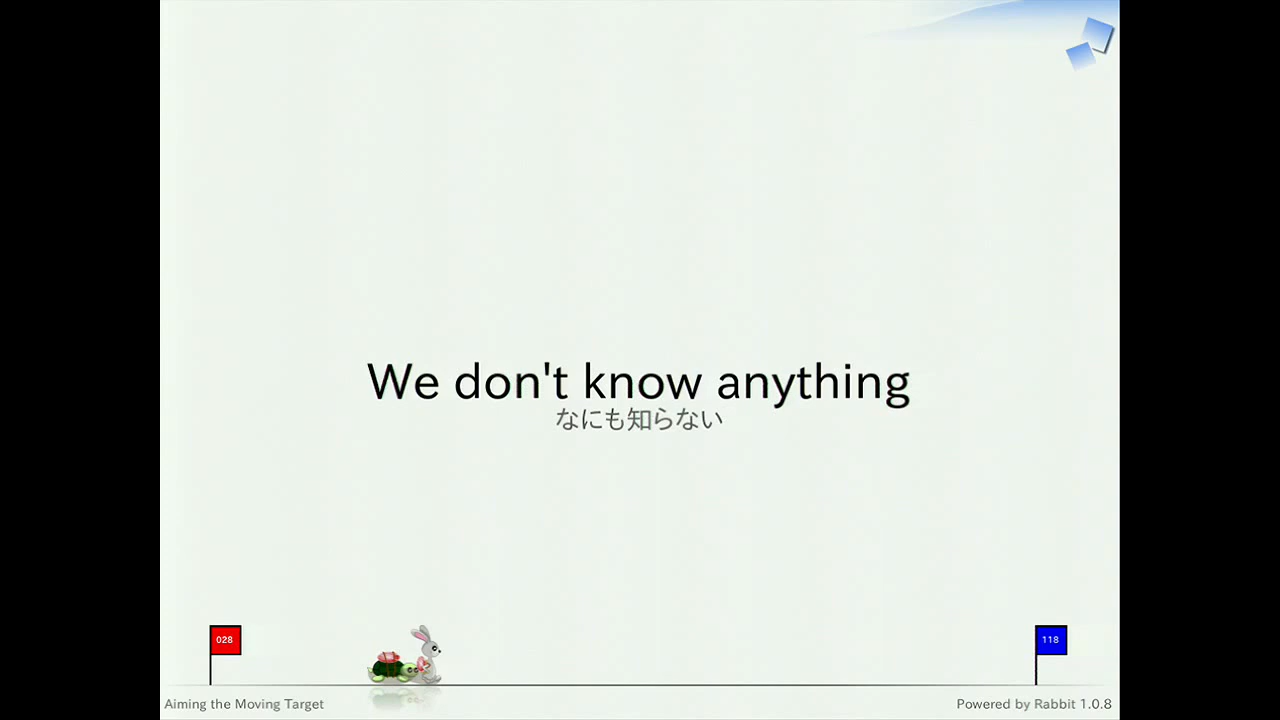 We don't know anything
なにも知らない
028
118
Aiming the Moving Target
Powered by Rabbit 1.0.8